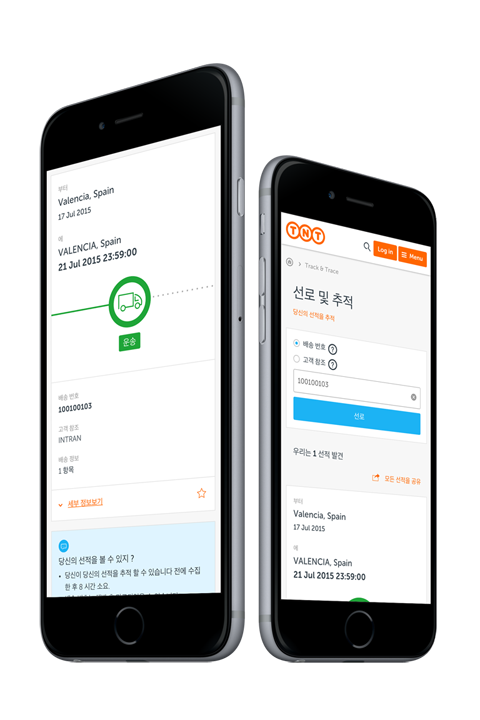 부터
Valencia, Spain
17 Jul 2015
에
VALENCIA, Spain
21 Jul 2015 23:59:00
운송
배송 번호
100100103
고객 참조
INTRAN
배송 정보
1 항목
세부 정보보기
당신의 선적을 볼 수 있지 ?
• 당신이 당신의 선적을 추적 할 수 있습니다 전에 수집
한 후 8 시간 소요.
TNT
Log in
Menu
> Track & Trace
선로 및 추적
당신의 선적을 추적
배송 번호 ?
고객 참조 ?
100100103
선로
우리는 1 선적 발견
모든 선적을 공유
부터
Valencia, Spain
17 Jul 2015
에
VALENCIA, Spain
21 Jul 2015 23:59:00